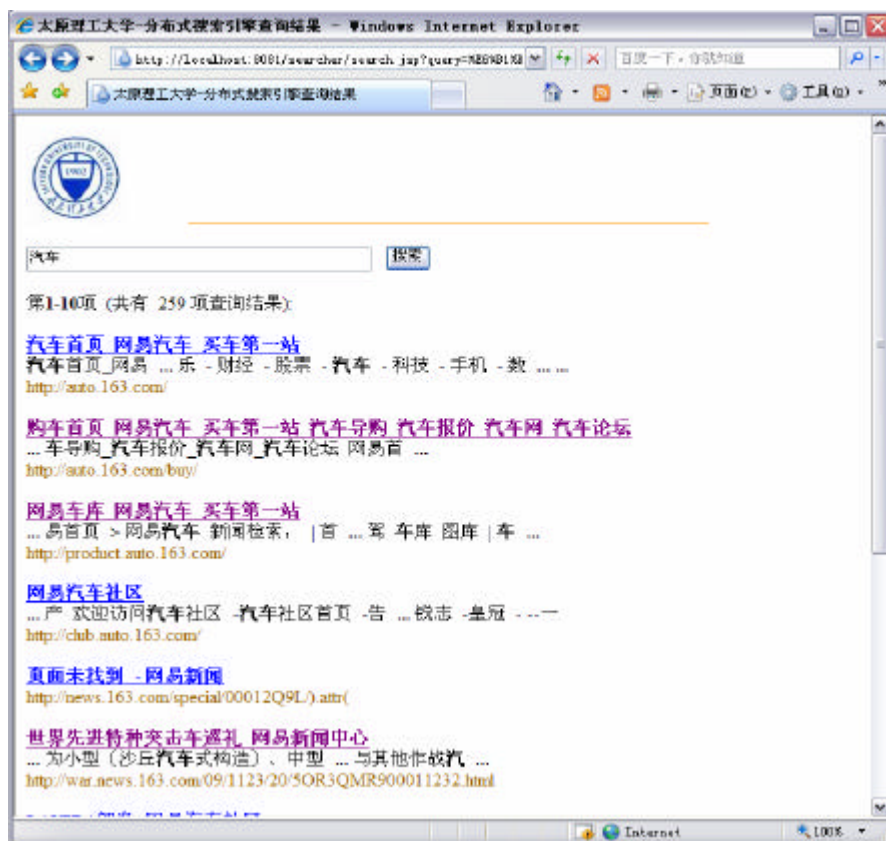 太原理工大学-分布式搜索引擎查询结果 - Windows Internet Explorer
http://localhost:8081/searcher/search.jsp?query=%E6%B1%B
百度一下，你就知道
太原理工大学-分布式搜索引擎查询结果
页面(P)
工具(O)
1902
汽车
搜索
第1-10项 (共有 259 项查询结果):
汽车首页_网易汽车_买车第一站
汽车首页_网易 ... 乐 -财经 -股票 -汽车 -科技 -手机 -数 ... ...
http://auto.163.com/
购车首页_网易汽车_买车第一站_汽车导购_汽车报价_汽车网_汽车论坛
... 车导购_汽车报价_汽车网_汽车论坛 网易首 ...
http://auto.163.com/buy/
网易车库_网易汽车_买车第一站
... 易首页 > 网易汽车 新闻检索： | 首 ... 驾 车库 图库 | 车 ...
http://product.auto.163.com/
网易汽车社区
... 产 欢迎访问汽车社区 -汽车社区首页 -告 ... 锐志 -皇冠 - --一
http://club.auto.163.com/
页面未找到 - 网易新闻
http://news.163.com/special/00012Q9L/).attr(
世界先进特种突击车巡礼_网易新闻中心
... 为小型（沙丘汽车式构造）、中型 ... 与其他作战汽 ...
http://war.news.163.com/09/1123/20/5OR3QMR900011232.html
Internet
100%